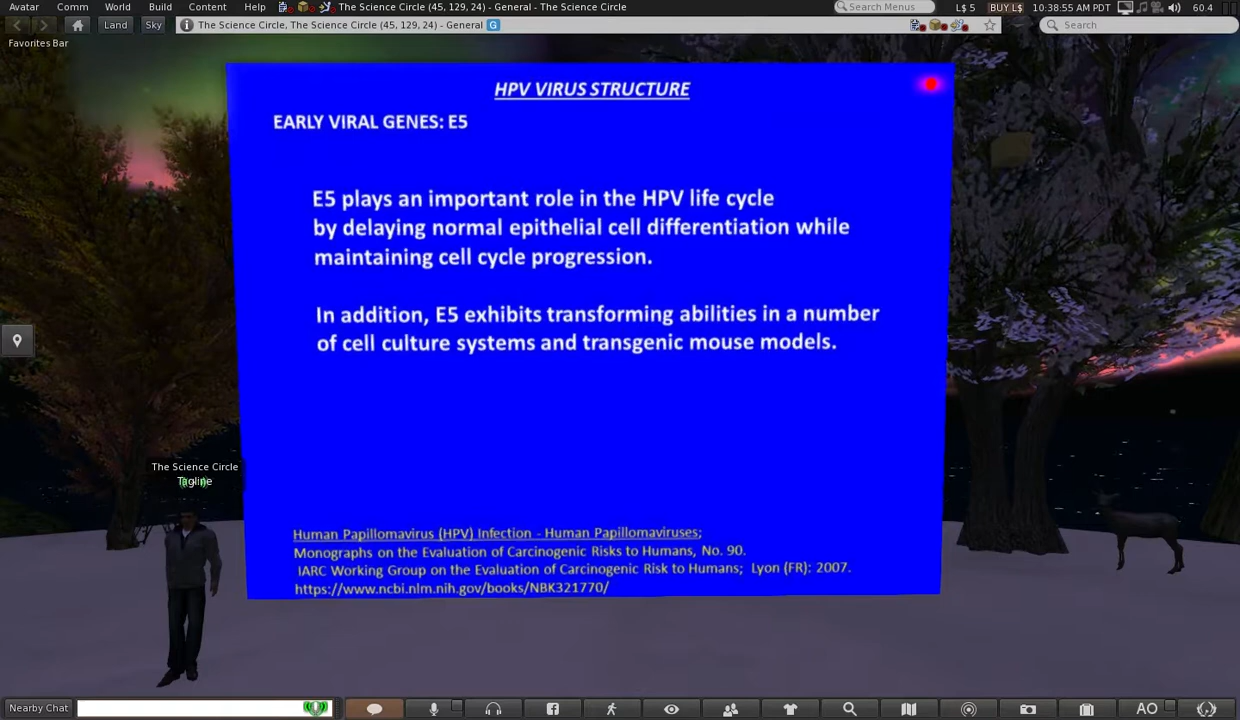 Avatar Comm World Build Content Help The Science Circle, The Science Circle (45, 129, 24) - General - The Science Circle Search Menus L$ 5 BUY L$ 10:38:55 AM PDT 60.4
Land Sky The Science Circle, The Science Circle (45, 129, 24) - General G Search
Favorites Bar
HPV VIRUS STRUCTURE
EARLY VIRAL GENES: E5
E5 plays an important role in the HPV life cycle
by delaying normal epithelial cell differentiation while
maintaining cell cycle progression.
In addition, E5 exhibits transforming abilities in a number
of cell culture systems and transgenic mouse models.
The Science Circle
Tagline
Human Papillomavirus (HPV) Infection - Human Papillomaviruses;
Monographs on the Evaluation of Carcinogenic Risks to Humans, No. 90.
IARC Working Group on the Evaluation of Carcinogenic Risk to Humans; Lyon (FR): 2007.
https://www.ncbi.nlm.nih.gov/books/NBK321770/
Nearby Chat AO